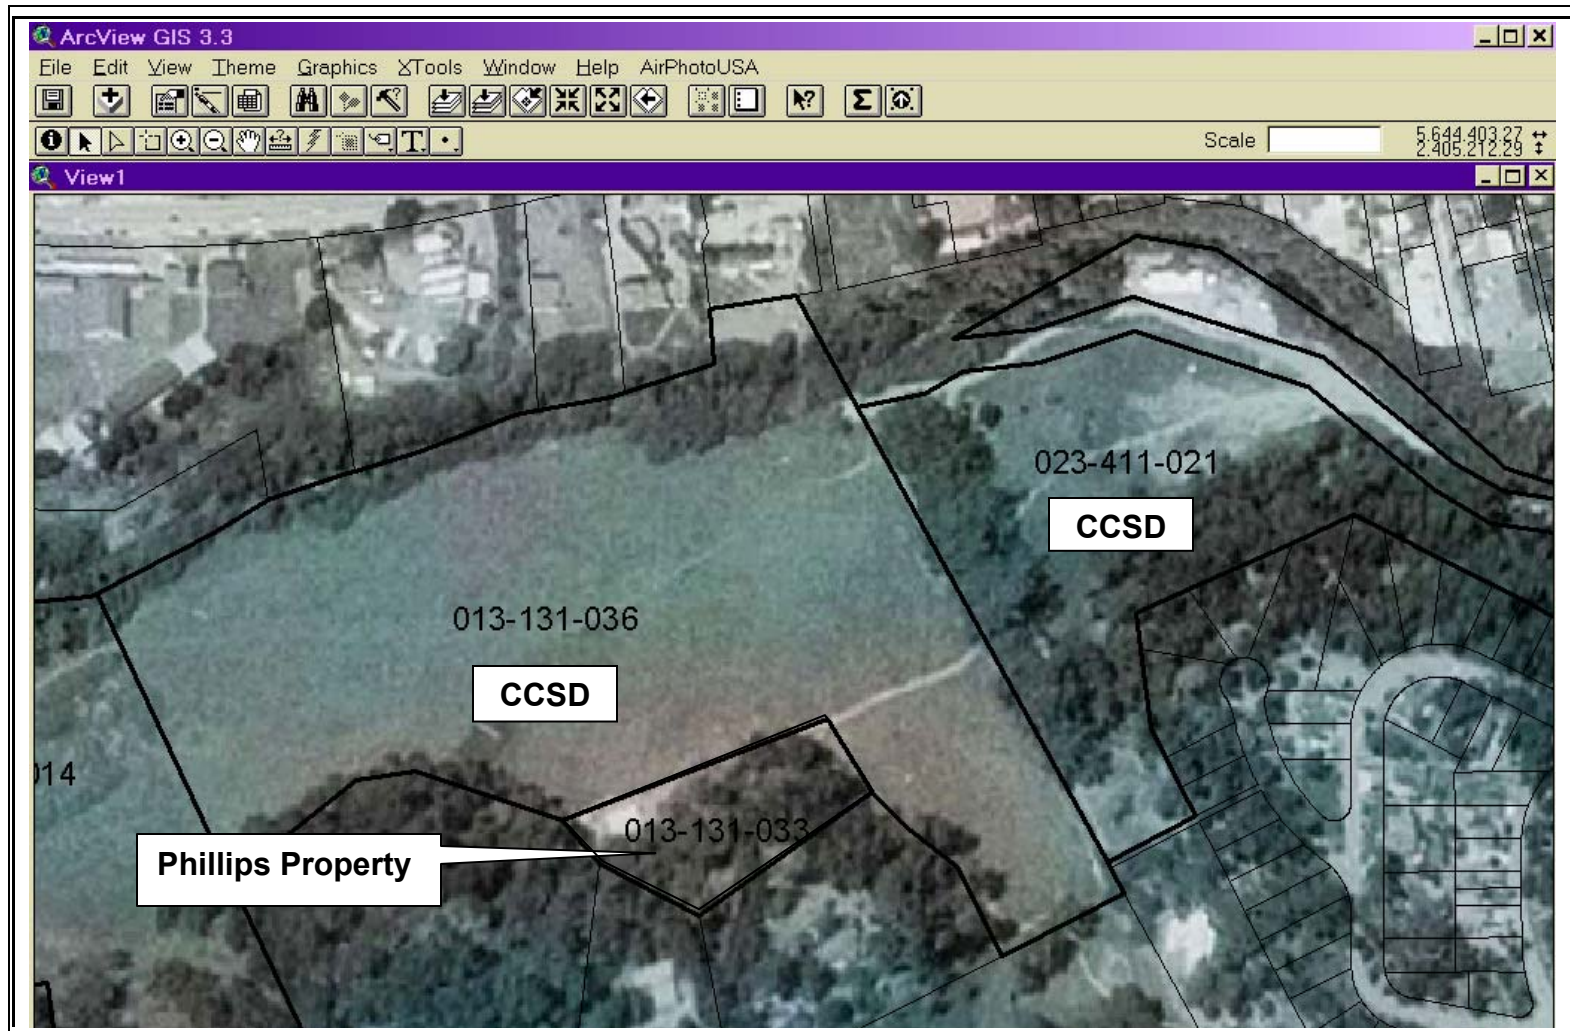 ArcView GIS 3.3
File Edit View Theme Graphics XTools Window Help AirPhotoUSA
Scale 5,644,403.27
2,405,212.29
View1
023-411-021
CCSD
013-131-036
CCSD
014
013-131-033
Phillips Property